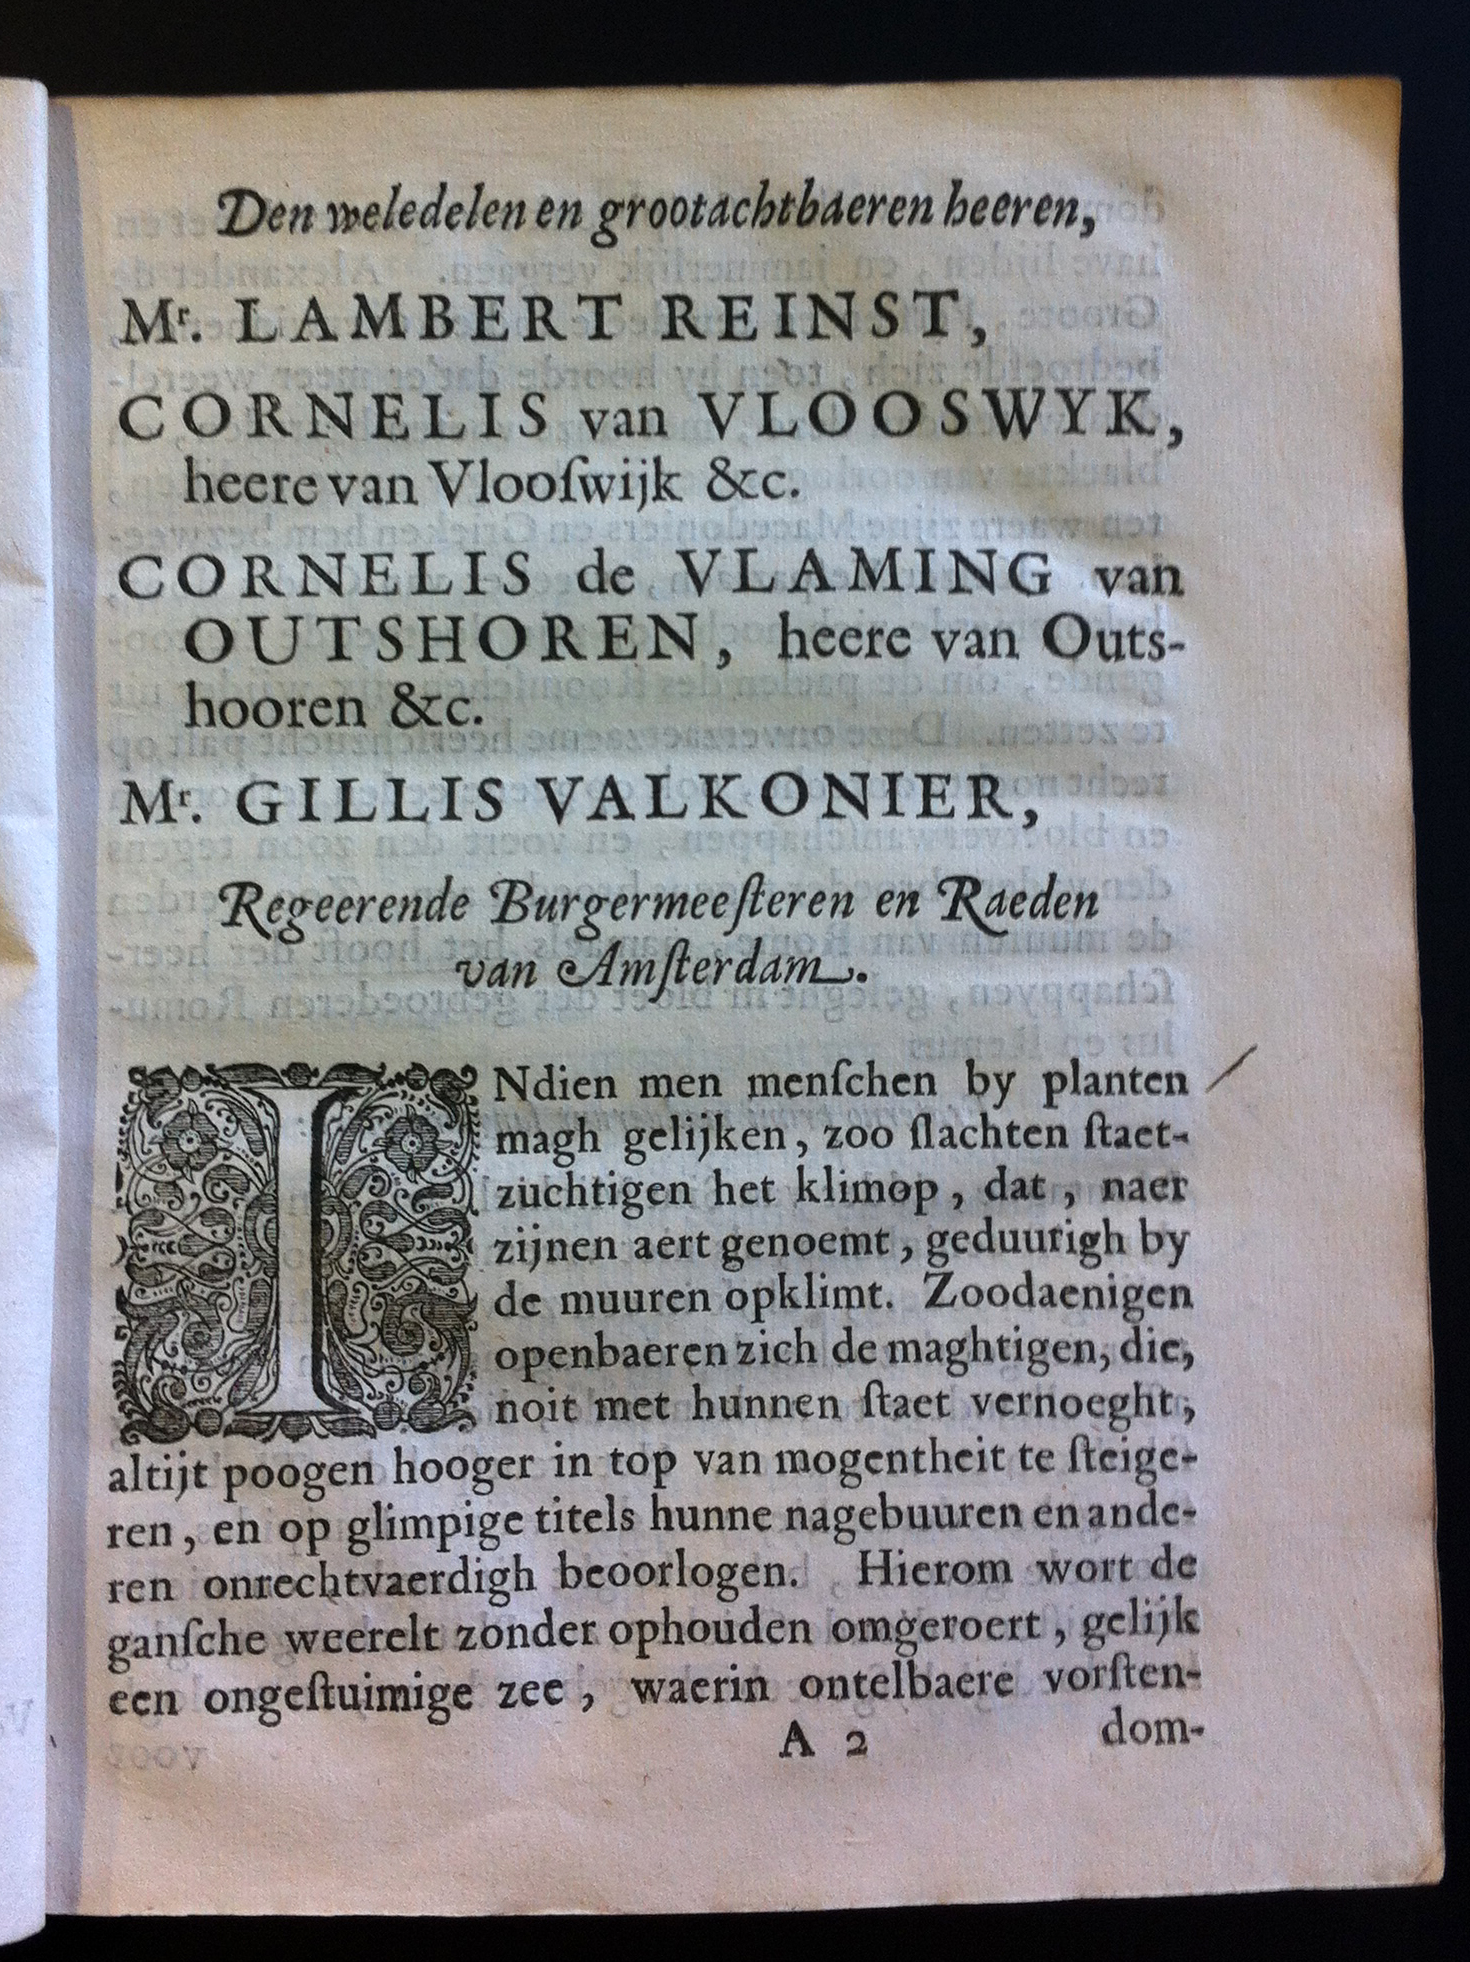 Den weledelen en grootachtbaeren heeren,
Mr. LAMBERT REINST,
CORNELIS van VLOOSWYK,
heere van Vlooſwijk &c.
CORNELIS de VLAMING van
OUTSHOREN, heere van Outs-
hooren &c.
Mr. GILLIS VALKONIER,
Regeerende Burgermeeſteren en Raeden
van Amſterdam.
INdien men menſchen by planten
magh gelijken, zoo ſlachten ſtaet-
zuchtigen het klimop, dat, naer
zijnen aert genoemt, geduurigh by
de muuren opklimt. Zoodaenigen
openbaeren zich de maghtigen, die,
noit met hunnen ſtaet vernoeght,
altijt poogen hooger in top van mogentheit te ſteige-
ren, en op glimpige titels hunne nagebuuren en ande-
ren onrechtvaerdigh beoorlogen. Hierom wort de
ganſche weerelt zonder ophouden omgeroert, gelijk
een ongeſtuimige zee, waerin ontelbaere vorſten-
A 2 dom-